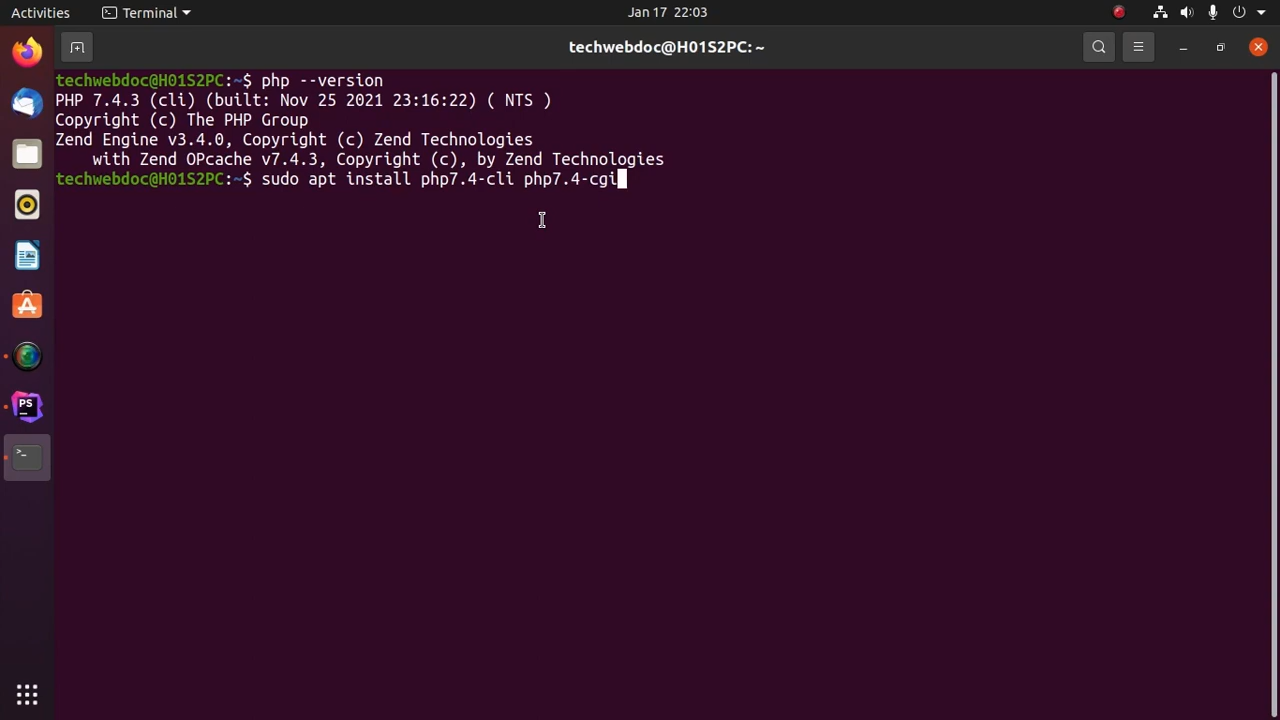 Activities
Terminal
Jan 17 22:03
techwebdoc@H01S2PC: ~
techwebdoc@H01S2PC:~$ php --version
PHP 7.4.3 (cli) (built: Nov 25 2021 23:16:22) ( NTS )
Copyright (c) The PHP Group
Zend Engine v3.4.0, Copyright (c) Zend Technologies
    with Zend OPcache v7.4.3, Copyright (c), by Zend Technologies
techwebdoc@H01S2PC:~$ sudo apt install php7.4-cli php7.4-cgi
PS